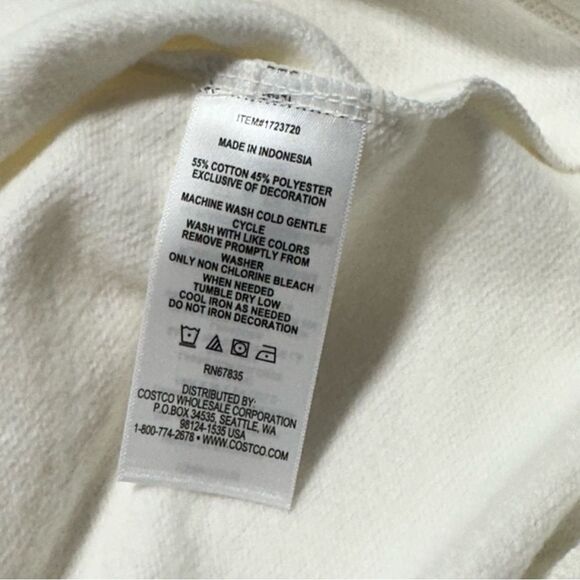 ITEM#1723720
MADE IN INDONESIA
55% COTTON 45% POLYESTER
EXCLUSIVE OF DECORATION
MACHINE WASH COLD GENTLE
CYCLE
WASH WITH LIKE COLORS
REMOVE PROMPTLY FROM
WASHER
ONLY NON CHLORINE BLEACH
WHEN NEEDED
TUMBLE DRY LOW
COOL IRON AS NEEDED
DO NOT IRON DECORATION
RN67835
DISTRIBUTED BY:
COSTCO WHOLESALE CORPORATION
P.O.BOX 34535, SEATTLE, WA
98124-1535 USA
1-800-774-2678 • WWW.COSTCO.COM